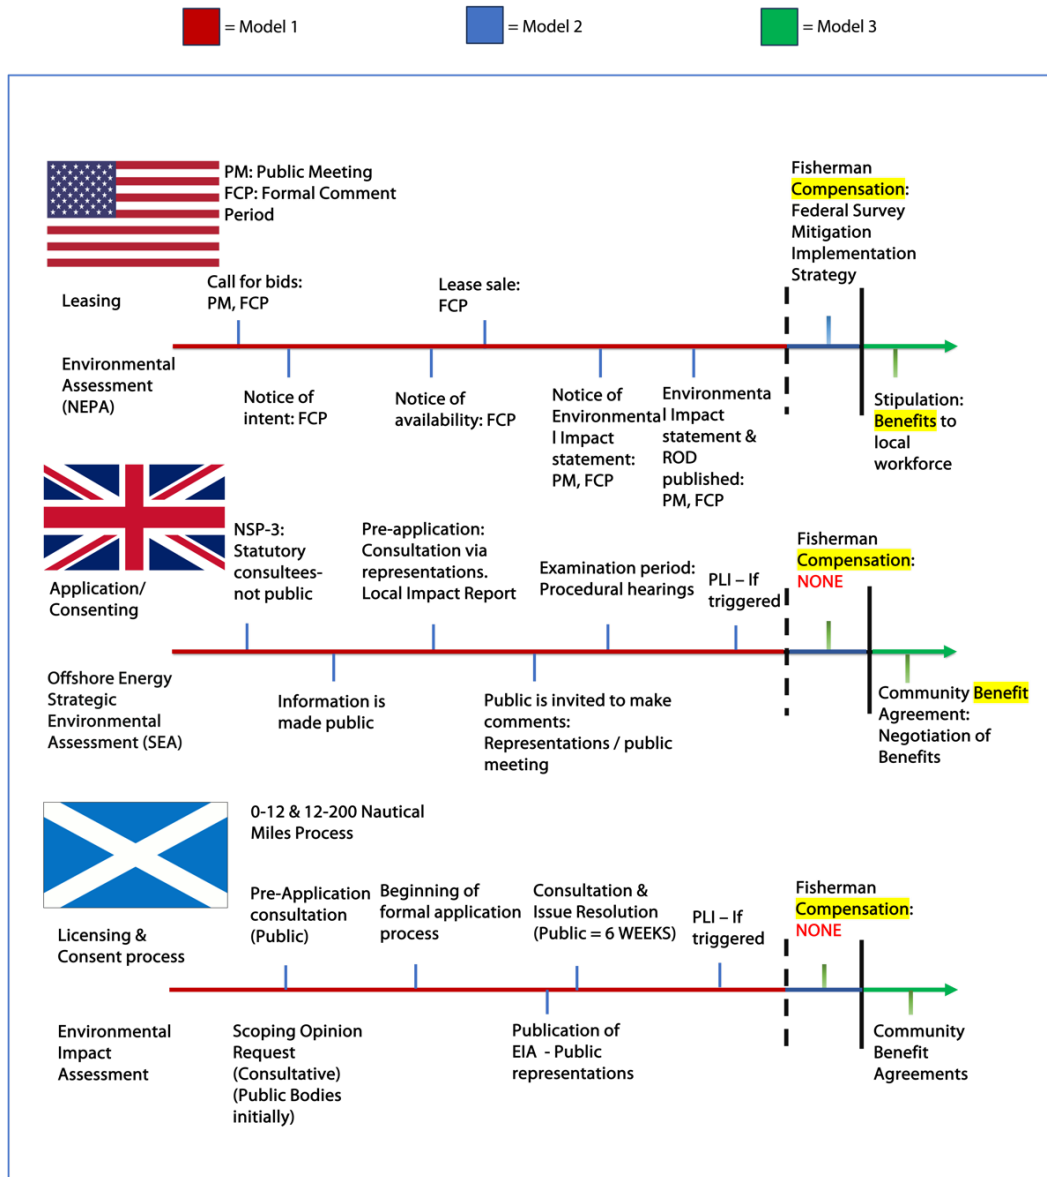 = Model 1
= Model 2
= Model 3
PM: Public Meeting
FCP: Formal Comment
Period
Fisherman
Compensation:
Federal Survey
Mitigation
Implementation
Strategy
Leasing
Call for bids:
PM, FCP
Lease sale:
FCP
Environmental
Assessment
(NEPA)
Notice of
intent: FCP
Notice of
availability: FCP
Notice of
Environmenta
l Impact
statement:
PM, FCP
Environmenta
l Impact
statement &
ROD
published:
PM, FCP
Stipulation:
Benefits to
local
workforce
Application/
Consenting
NSP-3:
Statutory
consultees-
not public
Pre-application:
Consultation via
representations.
Local Impact Report
Examination period:
Procedural hearings
PLI – If
triggered
Fisherman
Compensation:
NONE
Offshore Energy
Strategic
Environmental
Assessment (SEA)
Information is
made public
Public is invited to make
comments:
Representations / public
meeting
Community Benefit
Agreement:
Negotiation of
Benefits
0-12 & 12-200 Nautical
Miles Process
Licensing &
Consent process
Pre-Application
consultation
(Public)
Beginning of
formal application
process
Consultation &
Issue Resolution
(Public = 6 WEEKS)
PLI – If
triggered
Fisherman
Compensation:
NONE
Environmental
Impact
Assessment
Scoping Opinion
Request
(Consultative)
(Public Bodies
initially)
Publication of
EIA - Public
representations
Community
Benefit
Agreements